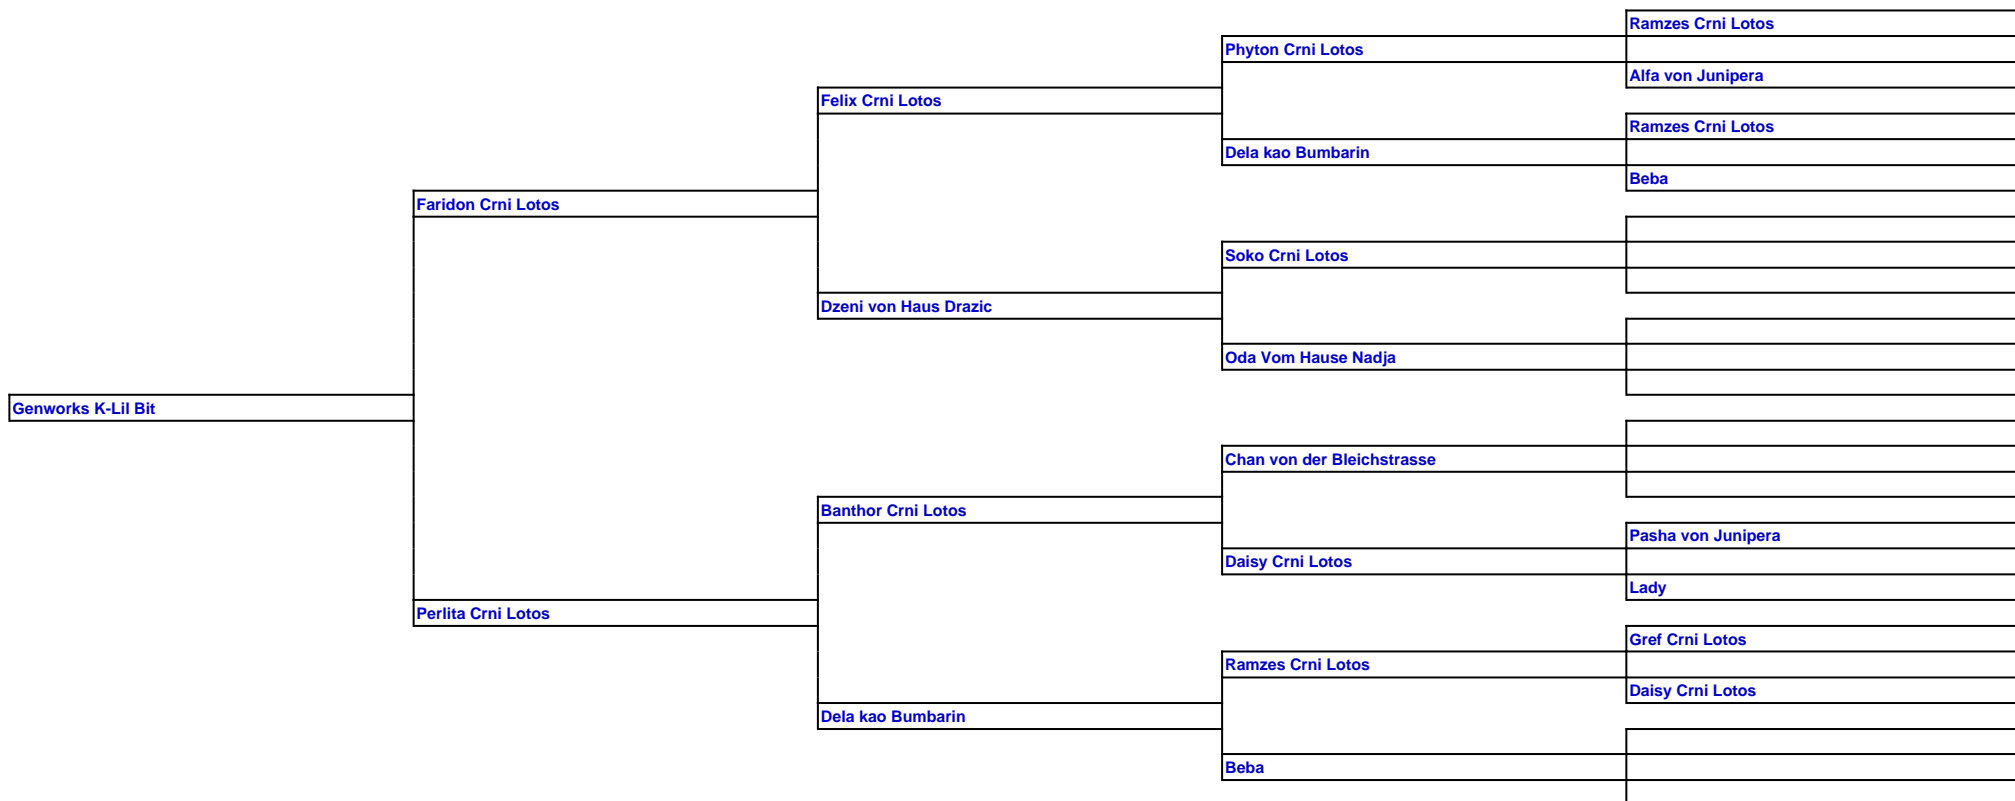 Ramzes Crni Lotos
Phyton Crni Lotos
Alfa von Junipera
Felix Crni Lotos
Ramzes Crni Lotos
Dela kao Bumbarin
Beba
Faridon Crni Lotos
Soko Crni Lotos
Dzeni von Haus Drazic
Oda Vom Hause Nadja
Genworks K-Lil Bit
Chan von der Bleichstrasse
Banthor Crni Lotos
Pasha von Junipera
Daisy Crni Lotos
Lady
Perlita Crni Lotos
Gref Crni Lotos
Ramzes Crni Lotos
Daisy Crni Lotos
Dela kao Bumbarin
Beba